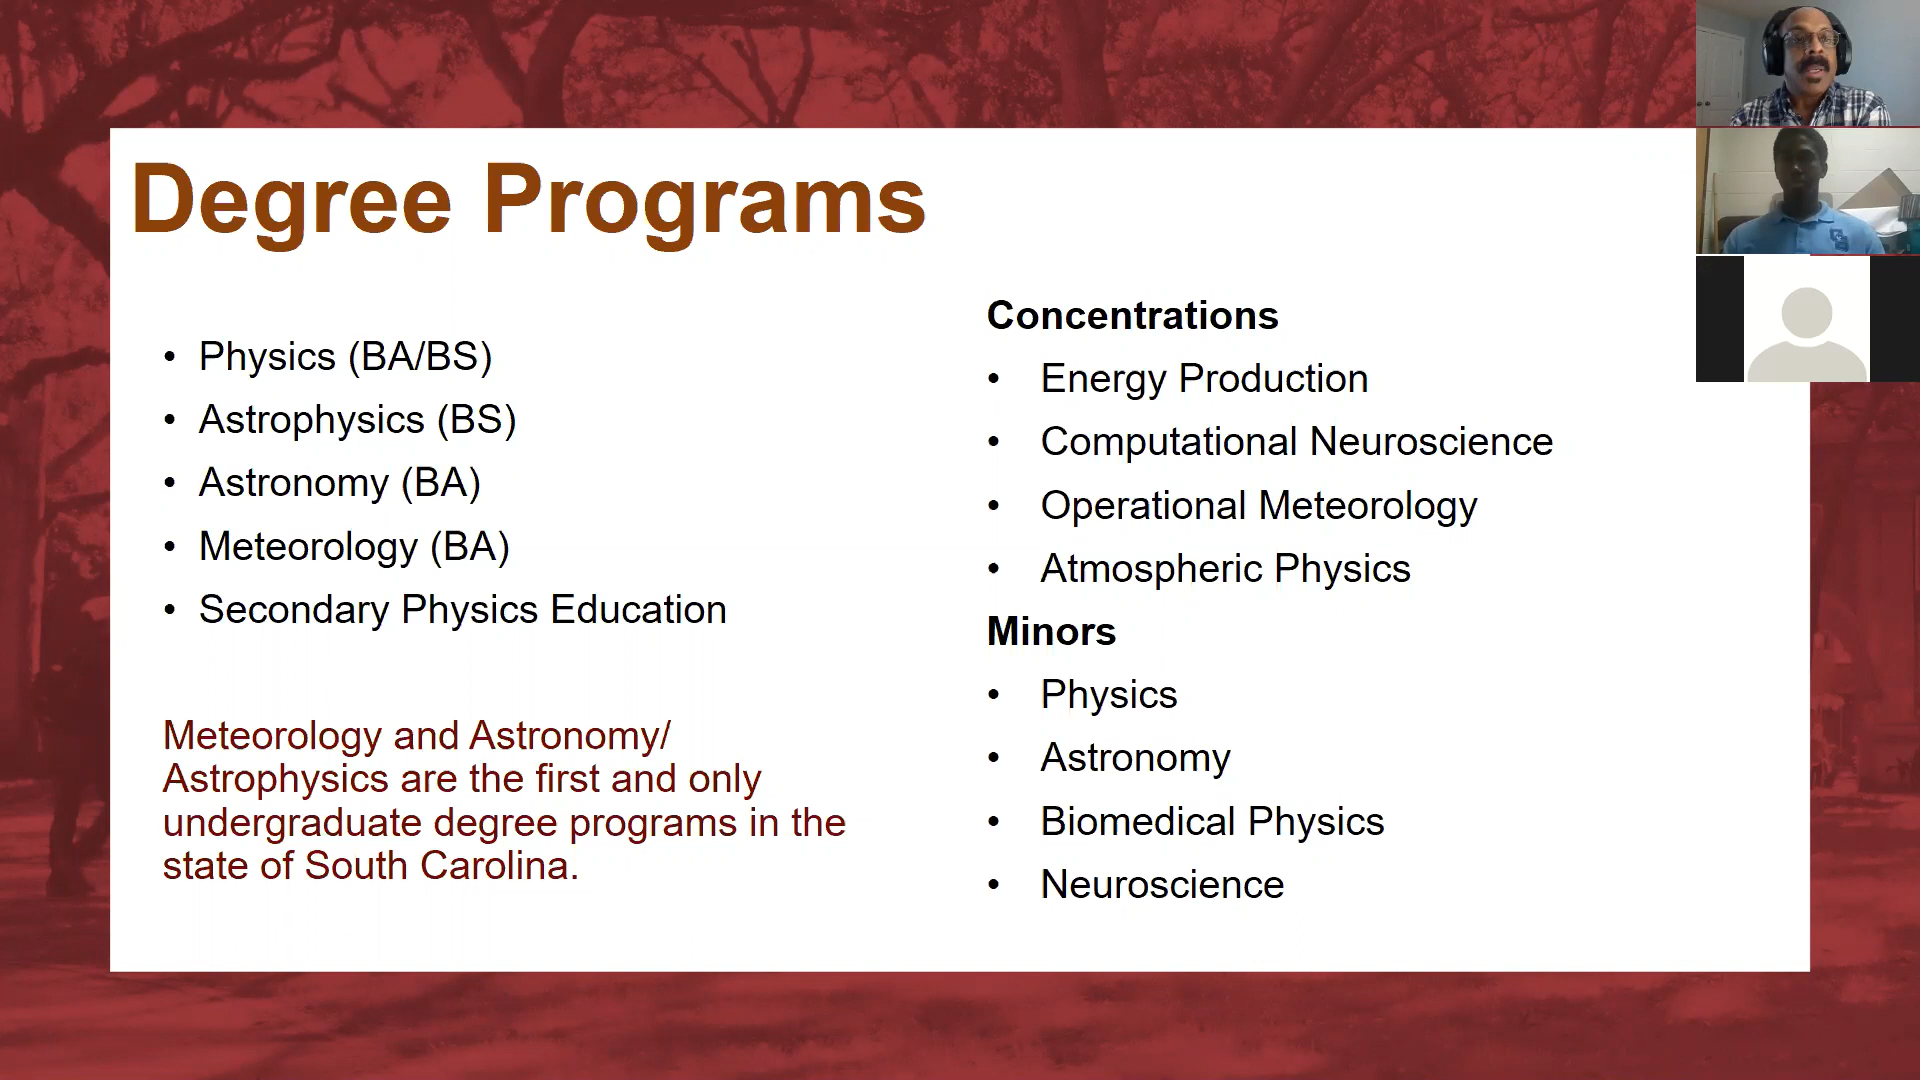 Degree Programs
• Physics (BA/BS)
• Astrophysics (BS)
• Astronomy (BA)
• Meteorology (BA)
• Secondary Physics Education
Meteorology and Astronomy/
Astrophysics are the first and only
undergraduate degree programs in the
state of South Carolina.
Concentrations
• Energy Production
• Computational Neuroscience
• Operational Meteorology
• Atmospheric Physics
Minors
• Physics
• Astronomy
• Biomedical Physics
• Neuroscience